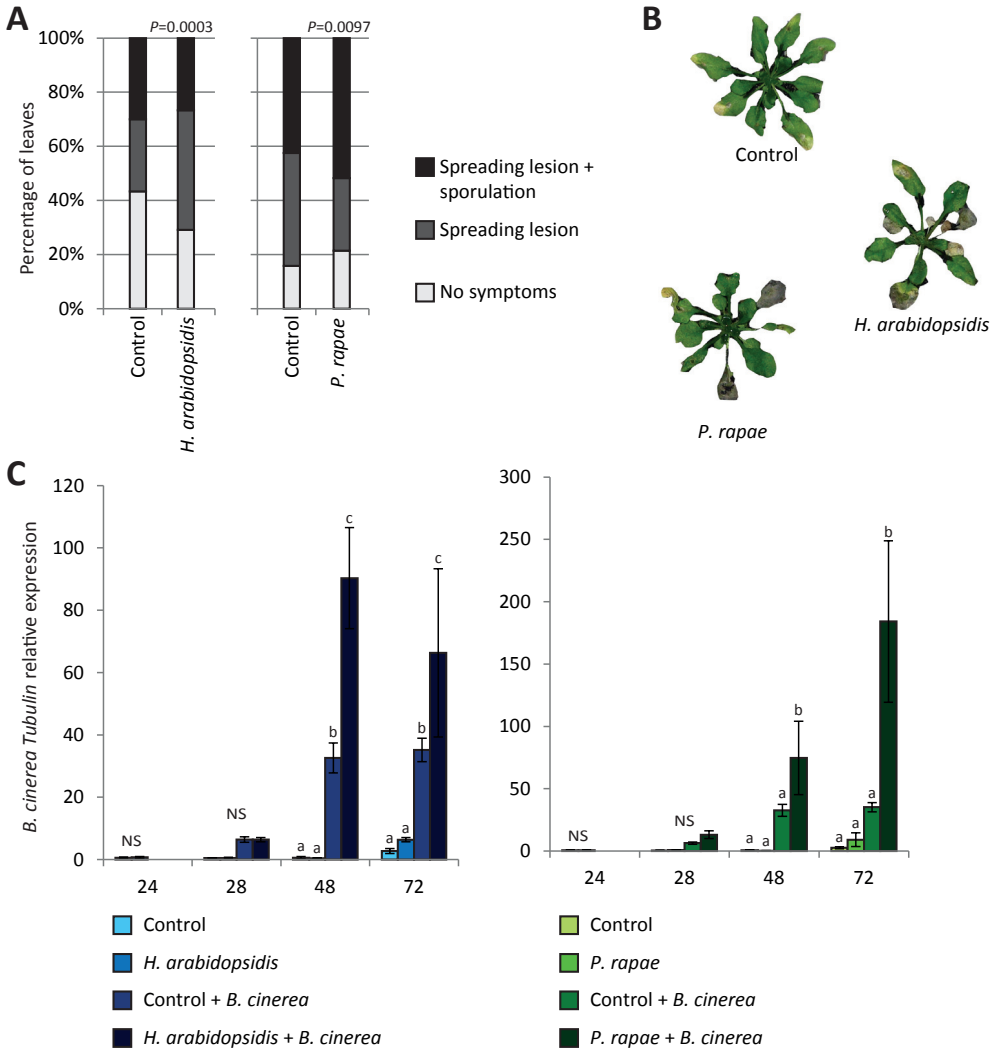 A
P=0.0003
P=0.0097
100%
80%
60%
40%
20%
0%
Percentage of leaves
Control
H. arabidopsidis
Control
P. rapae
Spreading lesion +
sporulation
Spreading lesion
No symptoms
B
Control
H. arabidopsidis
P. rapae
C
B. cinerea Tubulin relative expression
120
100
80
60
40
20
0
NS
NS
a a b c
a a b c
24 28 48 72
Control
H. arabidopsidis
Control + B. cinerea
H. arabidopsidis + B. cinerea
300
250
200
150
100
50
0
NS
NS
a a a b
a a a b
24 28 48 72
Control
P. rapae
Control + B. cinerea
P. rapae + B. cinerea